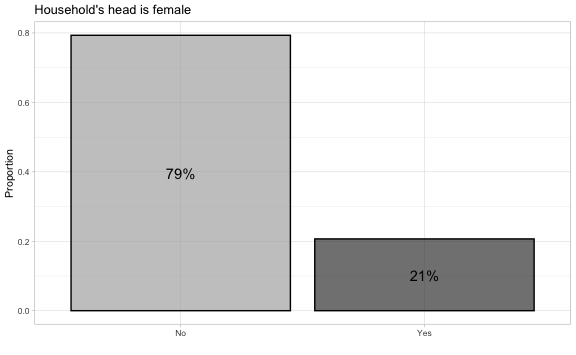 Household's head is female
0.8
0.6
0.4
0.2
0.0
Proportion
79%
21%
No
Yes